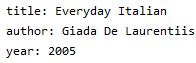 title: Everyday Italian
author: Giada De Laurentiis
year: 2005